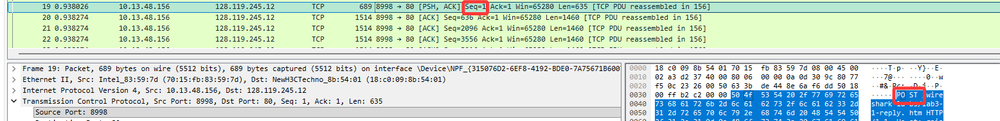 19 0.938026 10.13.48.156 128.119.245.12 TCP 689 8998 → 80 [PSH, ACK] Seq=1 Ack=1 Win=65280 Len=635 [TCP PDU reassembled in 156]
20 0.938274 10.13.48.156 128.119.245.12 TCP 1514 8998 → 80 [ACK] Seq=636 Ack=1 Win=65280 Len=1460 [TCP PDU reassembled in 156]
21 0.938274 10.13.48.156 128.119.245.12 TCP 1514 8998 → 80 [ACK] Seq=2096 Ack=1 Win=65280 Len=1460 [TCP PDU reassembled in 156]
22 0.938274 10.13.48.156 128.119.245.12 TCP 1514 8998 → 80 [ACK] Seq=3556 Ack=1 Win=65280 Len=1460 [TCP PDU reassembled in 156]
Frame 19: Packet, 689 bytes on wire (5512 bits), 689 bytes captured (5512 bits) on interface \Device\NPF_{315076D2-6EF8-4192-BDE0-7A75671B600
Ethernet II, Src: Intel_83:59:7d (70:15:fb:83:59:7d), Dst: NewH3CTechno_8b:54:01 (18:c0:09:8b:54:01)
Internet Protocol Version 4, Src: 10.13.48.156, Dst: 128.119.245.12
Transmission Control Protocol, Src Port: 8998, Dst Port: 80, Seq: 1, Ack: 1, Len: 635
Source Port: 8998
0000 18 c0 09 8b 54 01 70 15 fb 83 59 7d 08 00 45 00 ····T·p· ··Y}··E·
0010 02 a3 d2 37 40 00 80 06 00 00 0a 0d 30 9c 80 77 ···7@··· ····0··w
0020 f5 0c 23 26 00 50 63 3b de 44 8e 6a f6 dd 50 18 ··#&·Pc; ·D·j··P·
0030 00 ff b2 c2 00 00 50 4f 53 54 20 2f 77 69 72 65 ······PO ST /wire
0040 73 68 61 72 6b 2d 6c 61 62 73 2f 6c 61 62 33 2d shark-la bs/lab3-
0050 31 2d 72 65 70 6c 79 2e 68 74 6d 20 48 54 54 50 1-reply. htm HTTP